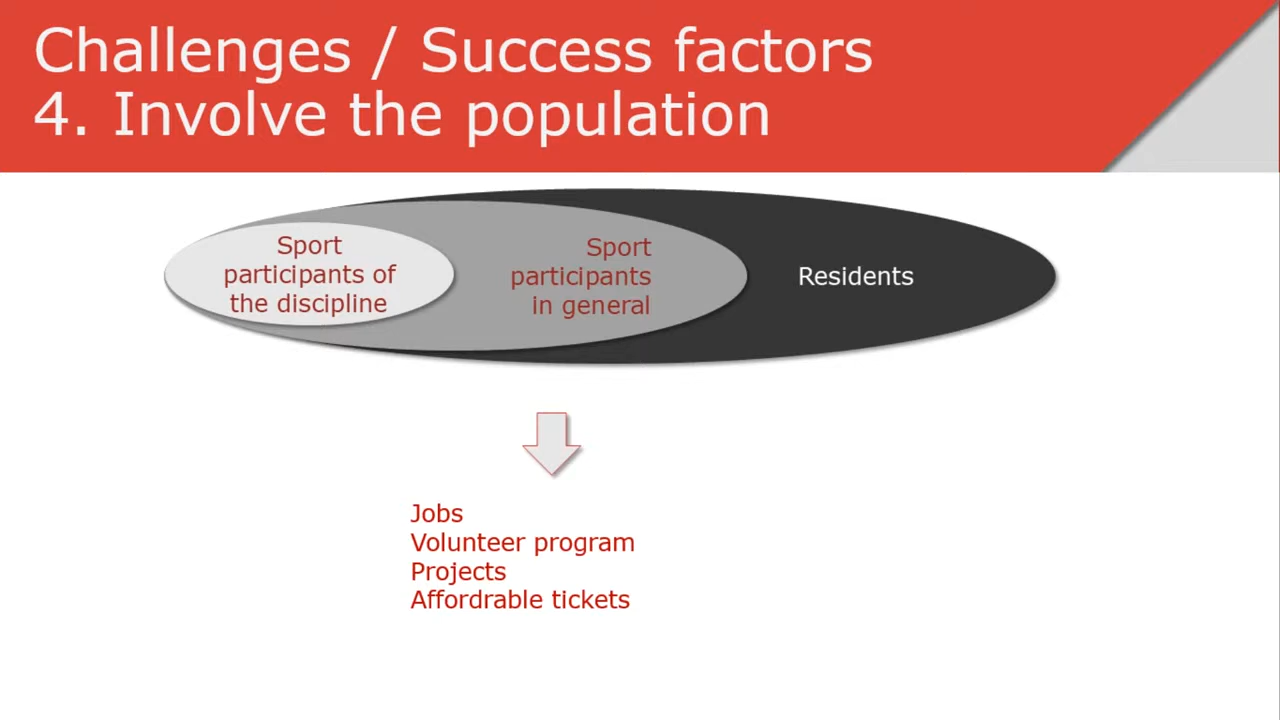 Challenges / Success factors
4. Involve the population
Sport
participants of
the discipline
Sport
participants
in general
Residents
Jobs
Volunteer program
Projects
Affordrable tickets